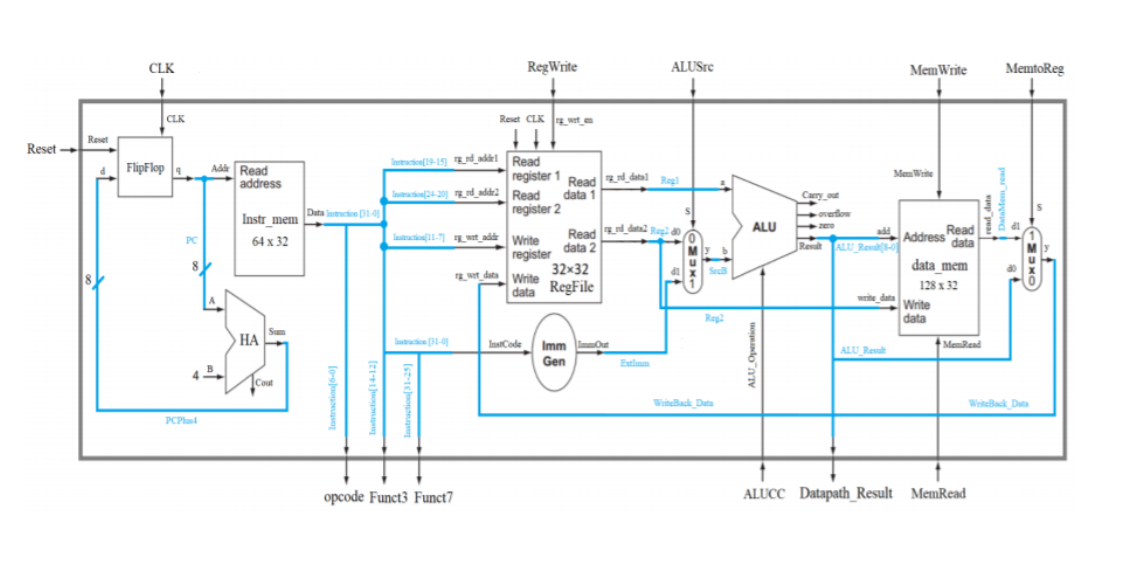 CLK
RegWrite
ALUSrc
MemWrite
MemtoReg
CLK
Reset CLK
rg_wrt_en
Reset
Reset
d
FlipFlop
q
Addr
Read
address
Instr_mem
64 x 32
Data
Instruction [31-0]
PC
8
8
A
HA
Sum
4
B
Cout
PCPlus4
Instruction[19-15]
rg_rd_addr1
Instruction[24-20]
rg_rd_addr2
Instruction[11-7]
rg_wrt_addr
rg_wrt_data
Read
register 1
Read
register 2
Write
register
Write
data
Read
data 1
Read
data 2
32×32
RegFile
rg_rd_data1
Reg1
rg_rd_data2
Reg2
d0
S
0
M
u
x
1
d1
y
b
SrcB
a
ALU
Carry_out
overflow
zero
Result
ALU_Result[8-0]
add
MemWrite
Address
Read
data
data_mem
128 x 32
Write
data
write_data
MemRead
read_data
DataMem_read
d1
S
1
M
u
x
0
d0
y
Reg2
ALU_Result
Instruction [31-0]
InstCode
Imm
Gen
ImmOut
ExtImm
ALU_Operation
WriteBack_Data
WriteBack_Data
Instruction[6-0]
Instruction[14-12]
Instruction[31-25]
opcode
Funct3
Funct7
ALUCC
Datapath_Result
MemRead